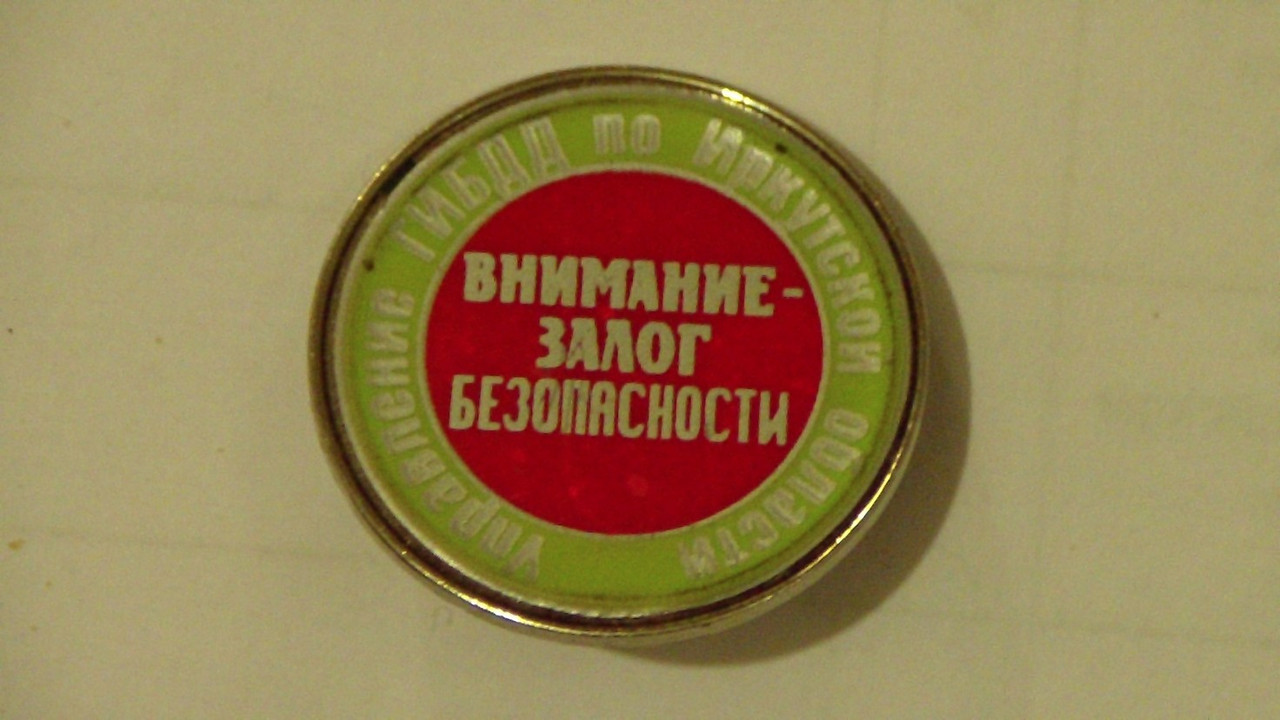 Управление ГИБДД по Иркутской области
ВНИМАНИЕ-
ЗАЛОГ
БЕЗОПАСНОСТИ